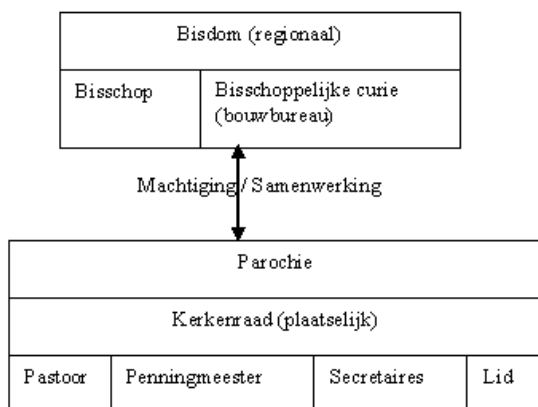 Bisdom (regionaal)
Bisschop
Bisschoppelijke curie
(bouwbureau)
Machtiging / Samenwerking
Parochie
Kerkenraad (plaatselijk)
Pastoor
Penningmeester
Secretaires
Lid